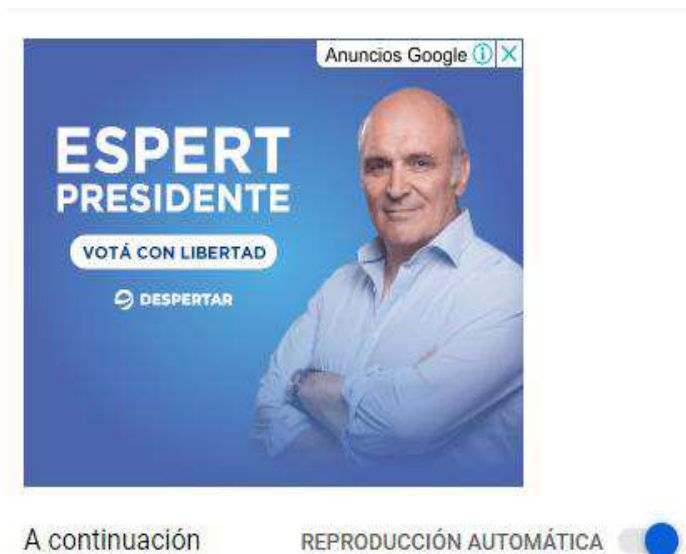 Anuncios Google
ESPERT
PRESIDENTE
VOTÁ CON LIBERTAD
DESPERTAR
A continuación
REPRODUCCIÓN AUTOMÁTICA